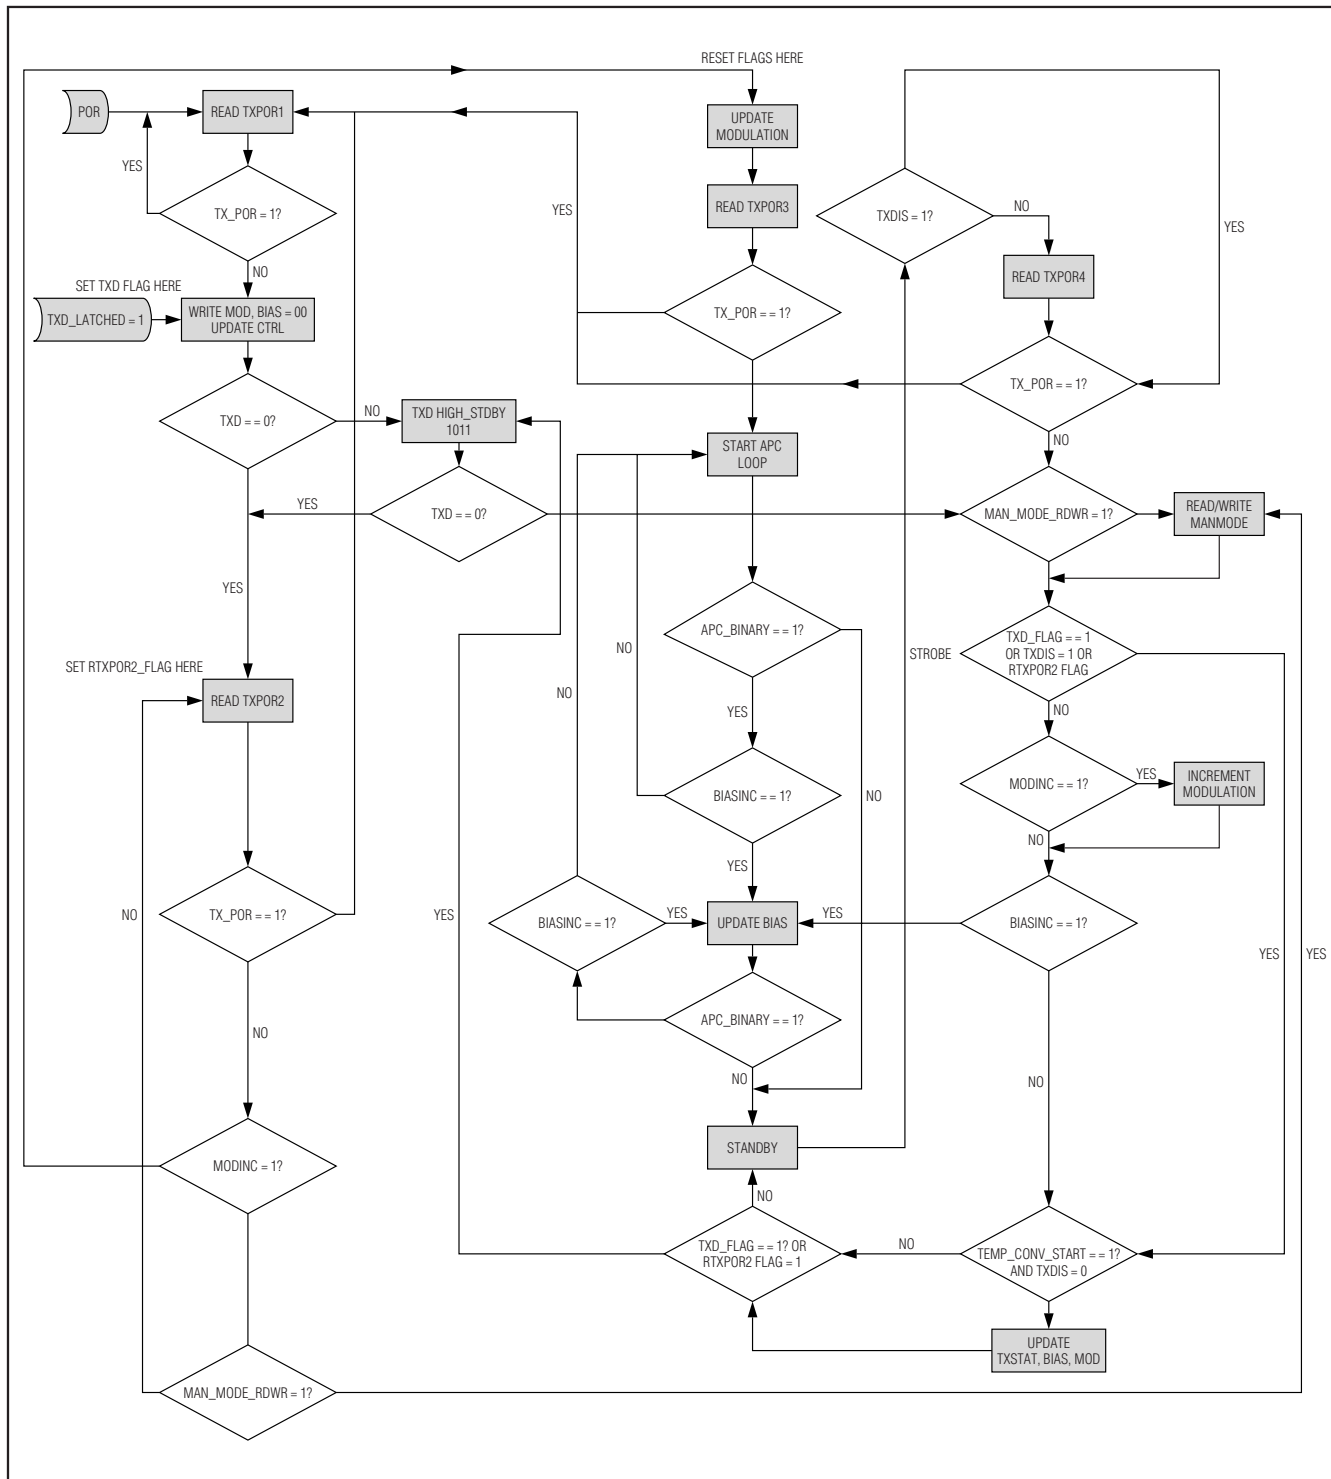 RESET FLAGS HERE
POR
READ TXPOR1
UPDATE
MODULATION
YES
TX_POR = 1?
NO
READ TXPOR3
YES
TXDIS = 1?
NO
YES
READ TXPOR4
SET TXD FLAG HERE
TXD_LATCHED = 1
WRITE MOD, BIAS = 00
UPDATE CTRL
TX_POR = = 1?
TX_POR = = 1?
NO
TXD = = 0?
NO
TXD HIGH_STDBY
1011
START APC
LOOP
YES
TXD = = 0?
MAN_MODE_RDWR = 1?
READ/WRITE
MANMODE
YES
SET RTXPOR2_FLAG HERE
READ TXPOR2
NO
NO
APC_BINARY = = 1?
YES
STROBE
TXD_FLAG = = 1
OR TXDIS = 1 OR
RTXPOR2 FLAG
NO
BIASINC = = 1?
NO
YES
MODINC = = 1?
YES
INCREMENT
MODULATION
NO
NO
TX_POR = = 1?
YES
BIASINC = = 1?
YES
UPDATE BIAS
YES
BIASINC = = 1?
YES
YES
APC_BINARY = = 1?
NO
NO
NO
MODINC = 1?
STANDBY
NO
TXD_FLAG = = 1? OR
RTXPOR2 FLAG = 1
NO
TEMP_CONV_START = = 1?
AND TXDIS = 0
UPDATE
TXSTAT, BIAS, MOD
MAN_MODE_RDWR = 1?